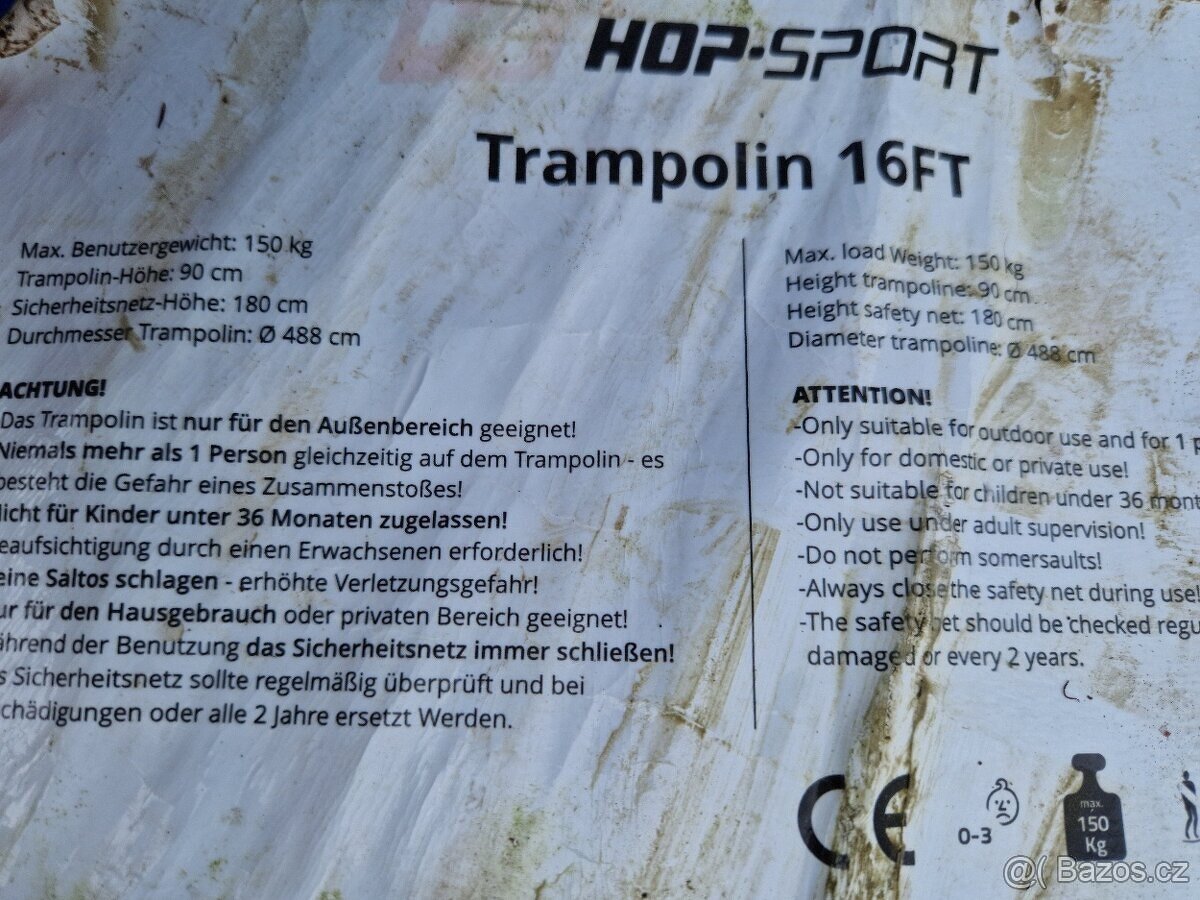 HOP-SPORT
Trampolin 16FT
Max. Benutzergewicht: 150 kg
Trampolin-Höhe: 90 cm
Sicherheitsnetz-Höhe: 180 cm
Durchmesser Trampolin: Ø 488 cm
ACHTUNG!
Das Trampolin ist nur für den Außenbereich geeignet!
Niemals mehr als 1 Person gleichzeitig auf dem Trampolin - es
besteht die Gefahr eines Zusammenstoßes!
icht für Kinder unter 36 Monaten zugelassen!
eaufsichtigung durch einen Erwachsenen erforderlich!
eine Saltos schlagen - erhöhte Verletzungsgefahr!
ur für den Hausgebrauch oder privaten Bereich geeignet!
ährend der Benutzung das Sicherheitsnetz immer schließen!
s Sicherheitsnetz sollte regelmäßig überprüft und bei
chädigungen oder alle 2 Jahre ersetzt Werden.
Max. load Weight: 150 kg
Height trampoline: 90 cm
Height safety net: 180 cm
Diameter trampoline: Ø 488 cm
ATTENTION!
-Only suitable for outdoor use and for 1 p
-Only for domestic or private use!
-Not suitable for children under 36 mont
-Only use under adult supervision!
-Do not perform somersaults!
-Always close the safety net during use!
-The safety net should be checked regu
damaged or every 2 years.
CE
0-3
max.
150
Kg
@( Bazos.cz